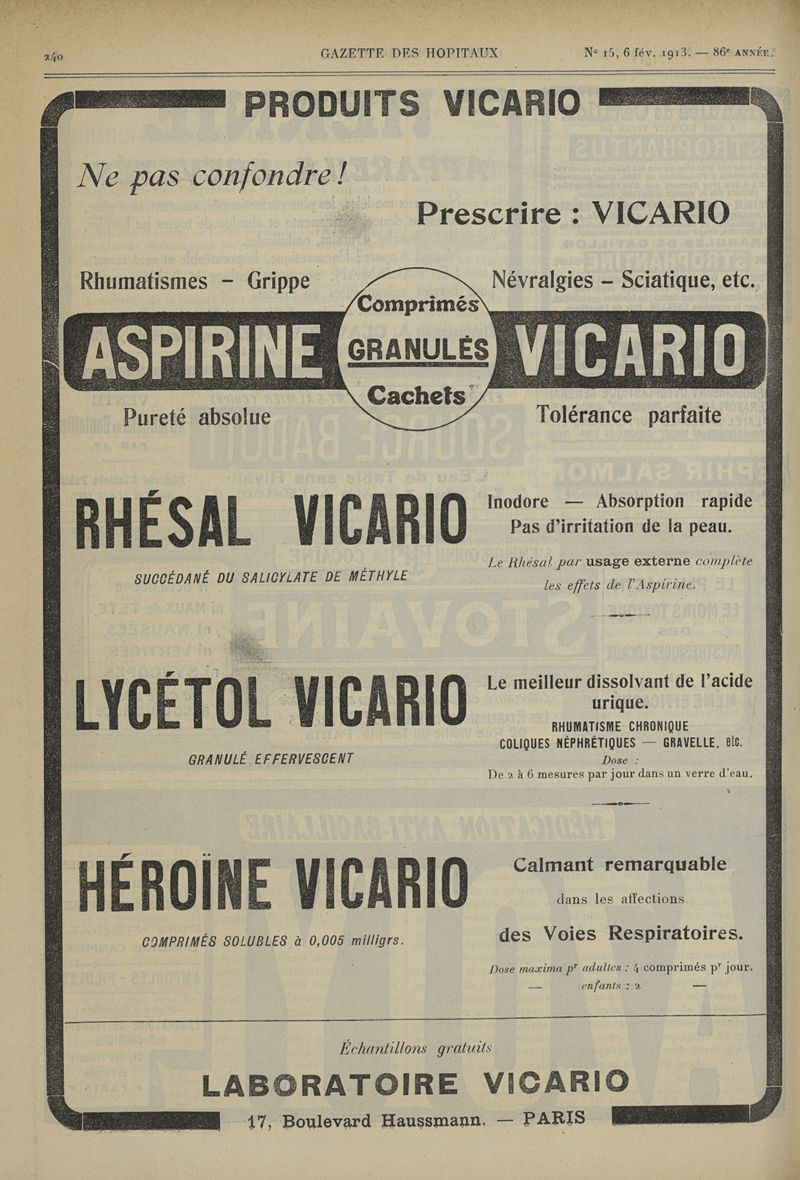 240
GAZETTE DES HOPITAUX
N° 15, 6 fév. 1913. — 86e ANNÉE.
PRODUITS VICARIO
Ne pas confondre !
Prescrire : VICARIO
Rhumatismes – Grippe
Névralgies – Sciatique, etc.
Comprimés
ASPIRINE GRANULÉS VICARIO
Cachets
Pureté absolue
Tolérance parfaite
RHÉSAL VICARIO
SUCCÉDANÉ DU SALICYLATE DE MÉTHYLE
Inodore — Absorption rapide
Pas d'irritation de la peau.
Le Rhésal par usage externe complète
les effets de l'Aspirine.
LYCÉTOL VICARIO
GRANULÉ EFFERVESCENT
Le meilleur dissolvant de l'acide
urique.
RHUMATISME CHRONIQUE
COLIQUES NÉPHRÉTIQUES — GRAVELLE, etc.
Dose :
De 2 à 6 mesures par jour dans un verre d'eau.
HÉROÏNE VICARIO
COMPRIMÉS SOLUBLES à 0,005 milligrs.
Calmant remarquable
dans les affections
des Voies Respiratoires.
Dose maxima pr adultes : 4 comprimés pr jour.
— enfants : 2 —
Échantillons gratuits
LABORATOIRE VICARIO
17, Boulevard Haussmann. — PARIS